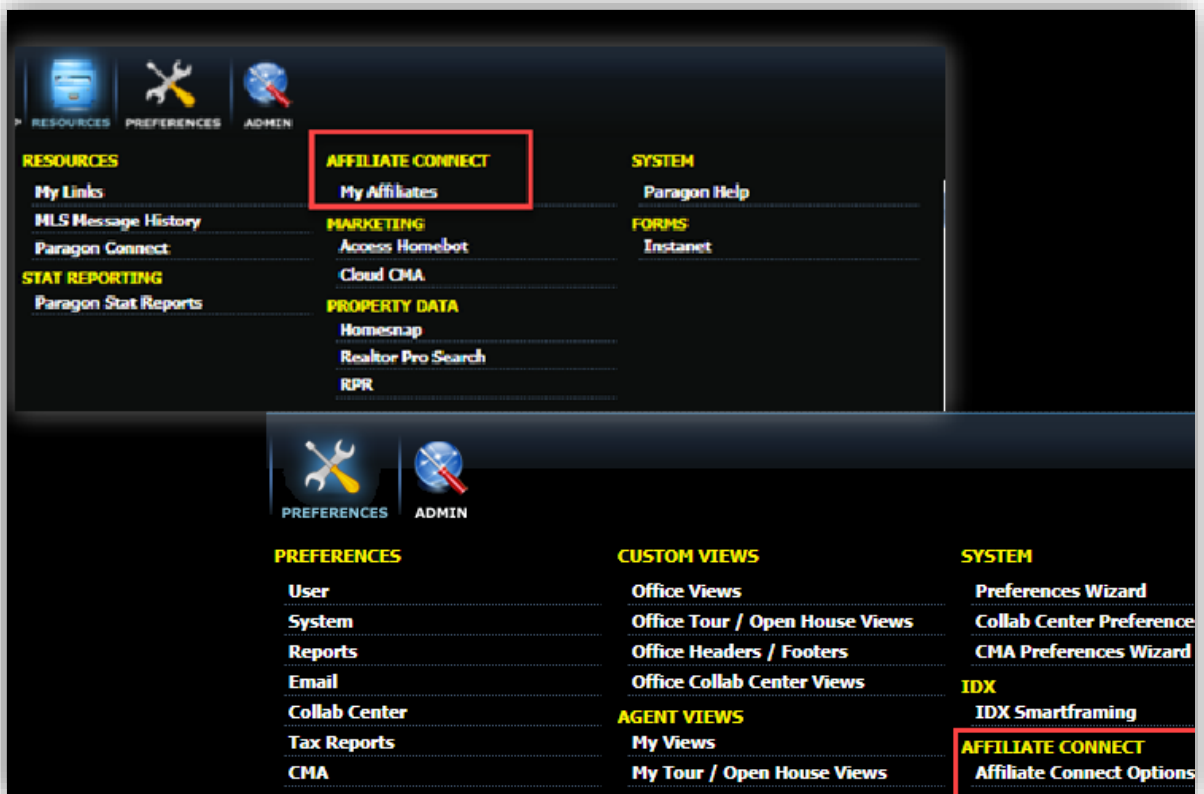 RESOURCES PREFERENCES ADMIN
RESOURCES
My Links
MLS Message History
Paragon Connect
STAT REPORTING
Paragon Stat Reports
AFFILIATE CONNECT
My Affiliates
MARKETING
Access Homebot
Cloud CMA
PROPERTY DATA
Homesnap
Realtor Pro Search
RPR
SYSTEM
Paragon Help
FORMS
Instanet
PREFERENCES ADMIN
PREFERENCES
User
System
Reports
Email
Collab Center
Tax Reports
CMA
CUSTOM VIEWS
Office Views
Office Tour / Open House Views
Office Headers / Footers
Office Collab Center Views
AGENT VIEWS
My Views
My Tour / Open House Views
SYSTEM
Preferences Wizard
Collab Center Preference
CMA Preferences Wizard
IDX
IDX Smartframing
AFFILIATE CONNECT
Affiliate Connect Options